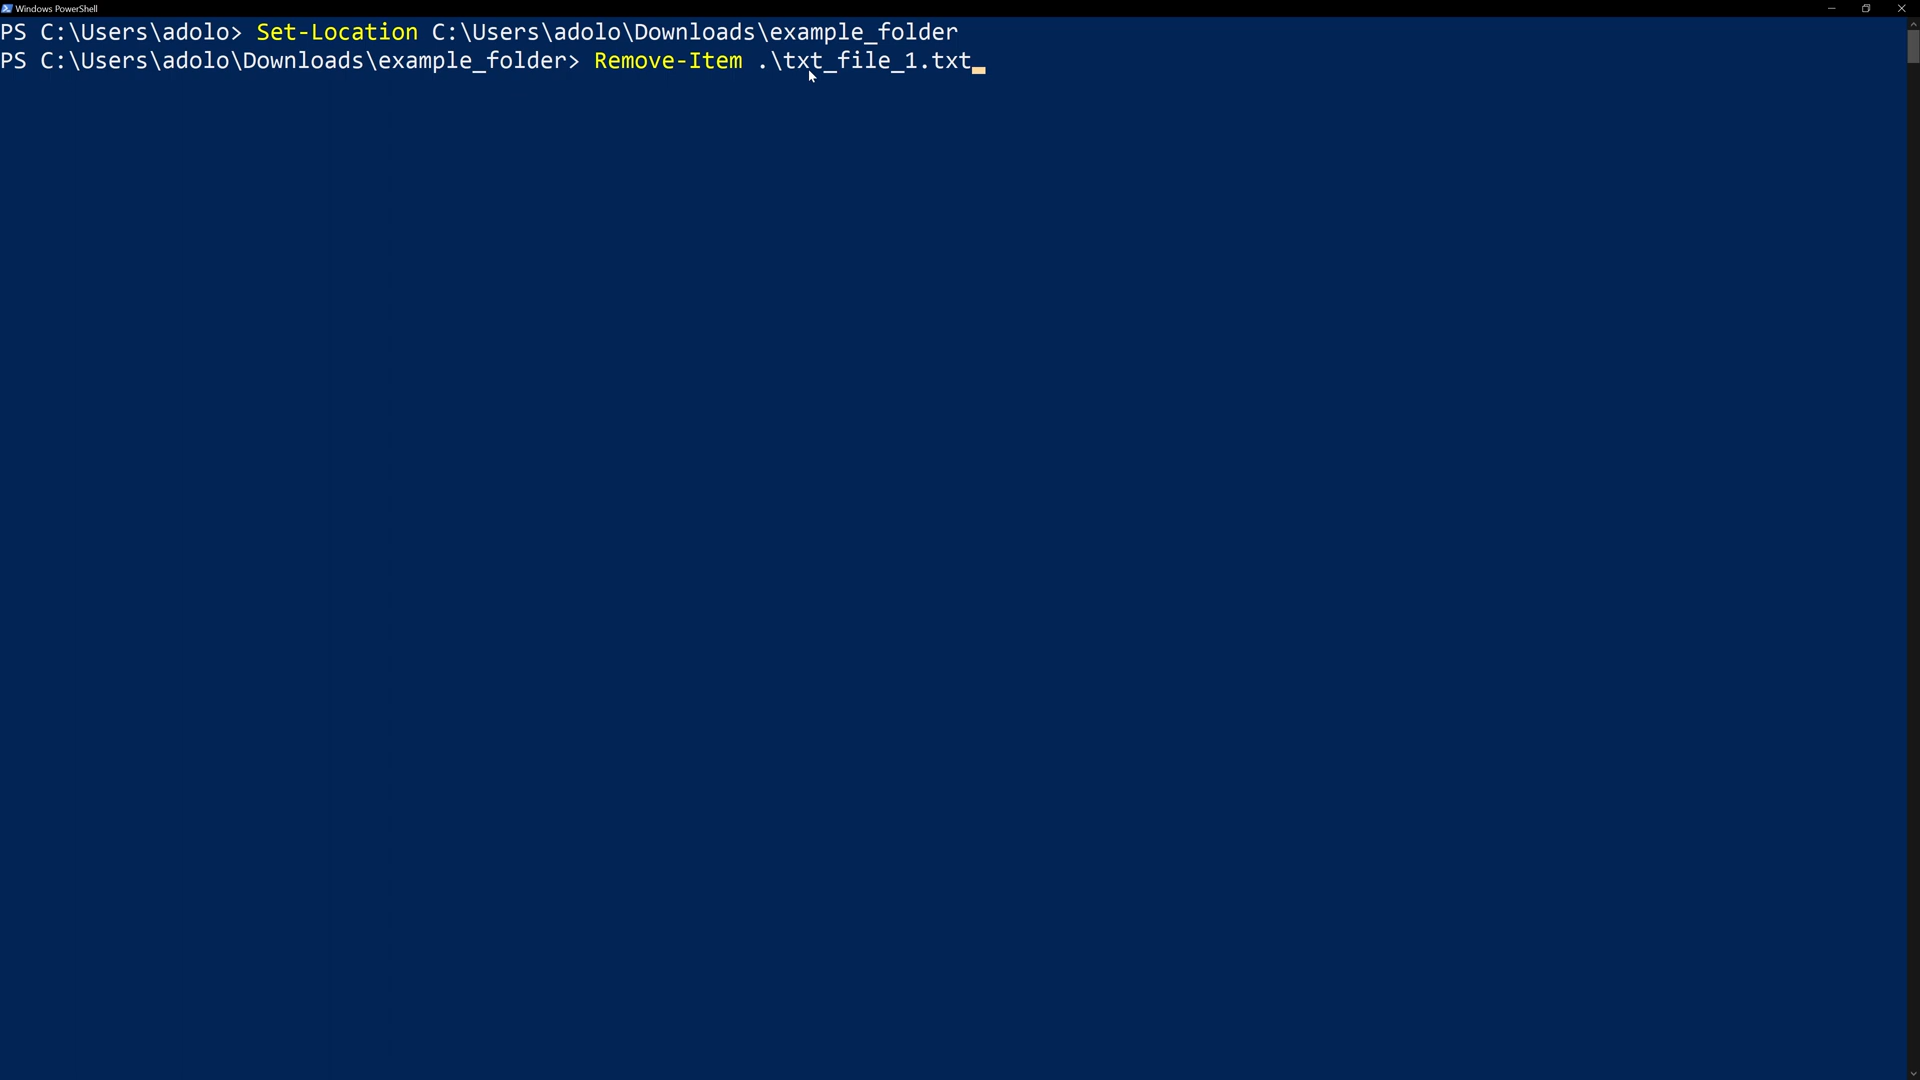 Windows PowerShell
PS C:\Users\adolo> Set-Location C:\Users\adolo\Downloads\example_folder
PS C:\Users\adolo\Downloads\example_folder> Remove-Item .\txt_file_1.txt